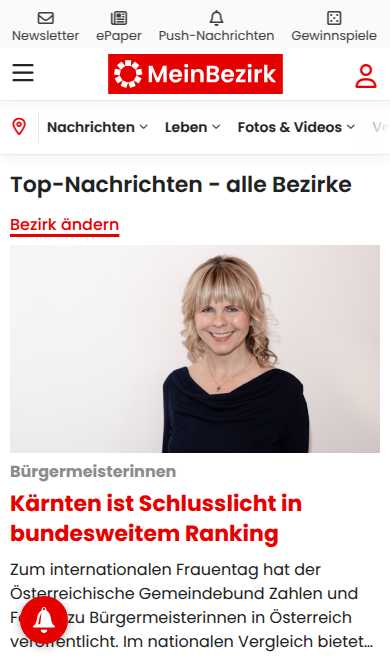 Newsletter ePaper Push-Nachrichten Gewinnspiele
MeinBezirk
Nachrichten Leben Fotos & Videos
Top-Nachrichten - alle Bezirke
Bezirk ändern
Bürgermeisterinnen
Kärnten ist Schlusslicht in
bundesweitem Ranking
Zum internationalen Frauentag hat der
Österreichische Gemeindebund Zahlen und
zu Bürgermeisterinnen in Österreich
veröffentlicht. Im nationalen Vergleich bietet...